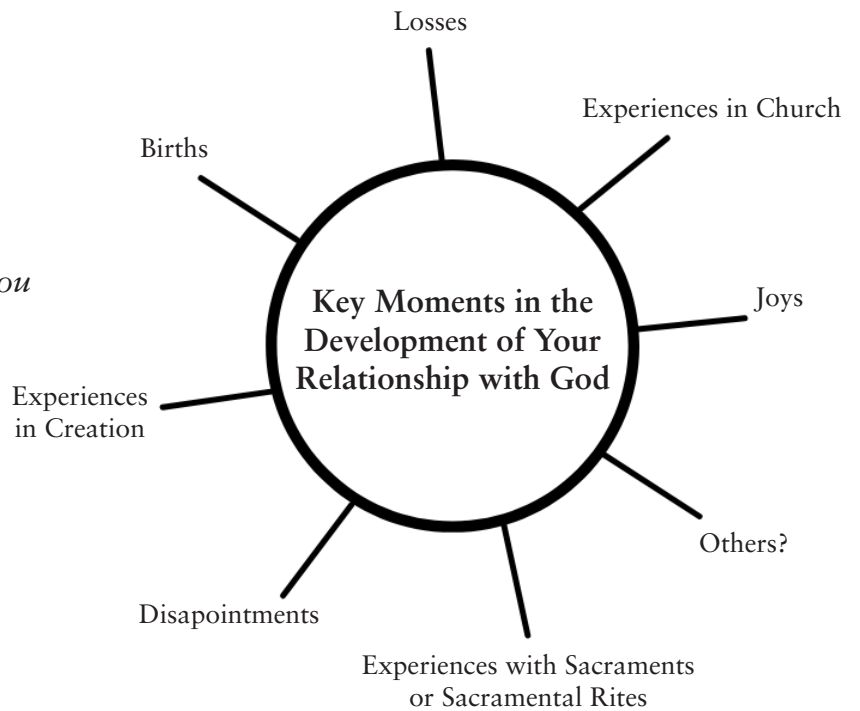 Losses
Experiences in Church
Births
ou
Key Moments in the
Development of Your
Relationship with God
Joys
Experiences
in Creation
Others?
Disapointments
Experiences with Sacraments
or Sacramental Rites